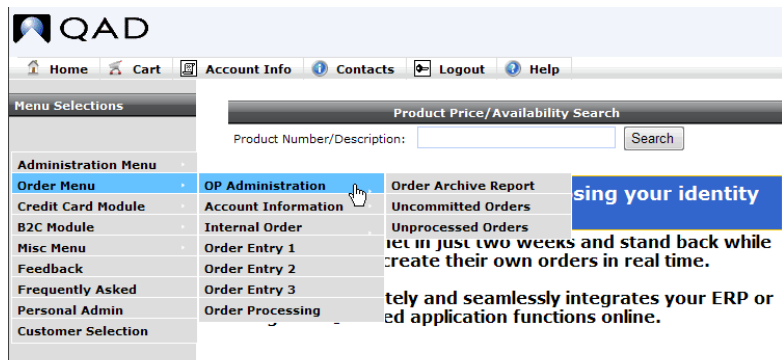 QAD
Home Cart Account Info Contacts Logout Help
Menu Selections
Product Price/Availability Search
Product Number/Description: Search
Administration Menu
Order Menu OP Administration Order Archive Report sing your identity
Credit Card Module Account Information Uncommitted Orders
B2C Module Internal Order Unprocessed Orders
Misc Menu Order Entry 1 net in just two weeks and stand back while
Feedback Order Entry 2 create their own orders in real time.
Frequently Asked Order Entry 3
Personal Admin Order Processing tely and seamlessly integrates your ERP or
Customer Selection ed application functions online.